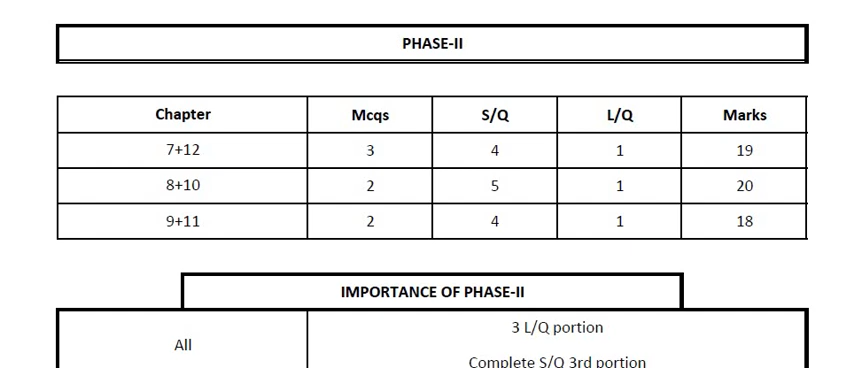 PHASE-II
Chapter Mcqs S/Q L/Q Marks
7+12 3 4 1 19
8+10 2 5 1 20
9+11 2 4 1 18
IMPORTANCE OF PHASE-II
All
3 L/Q portion
Complete S/Q 3rd portion